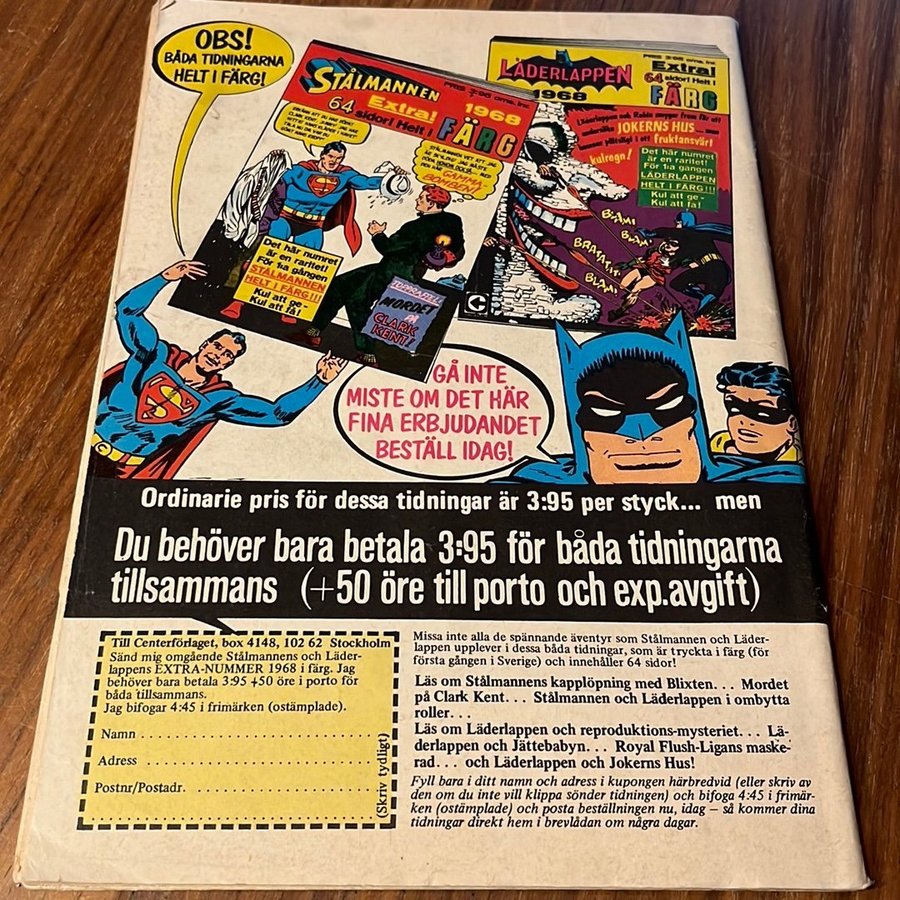 OBS!
BÅDA TIDNINGARNA
HELT I FÄRG!
STÅLMANNEN
1968
Extra!
64 sidor! Helt i
FÄRG
GAMMA-
BOMBEN!
Det här numret
är en raritet!
För 1:a gången
STÅLMANNEN
HELT I FÄRG!!!
Kul att ge -
Kul att få!
MORDET
PÅ
CLARK
KENT!
LÄDERLAPPEN
1968
Extra!
64 sidor! Helt i
FÄRG
JOKERNS HUS...
fruktansvärt
kulregn!
Det här numret
är en raritet!
För 1:a gången
LÄDERLAPPEN
HELT I FÄRG!!!
Kul att ge -
Kul att få!
BLAM!
BLAM!
BRATATAT!
BLAM!
C
GÅ INTE
MISTE OM DET HÄR
FINA ERBJUDANDET
BESTÄLL IDAG!
Ordinarie pris för dessa tidningar är 3:95 per styck... men
Du behöver bara betala 3:95 för båda tidningarna
tillsammans (+50 öre till porto och exp.avgift)
Till Centerförlaget, box 4148, 102 62 Stockholm
Sänd mig omgående Stålmannens och Läder-
lappens EXTRA-NUMMER 1968 i färg. Jag
behöver bara betala 3:95 +50 öre i porto för
båda tillsammans.
Jag bifogar 4:45 i frimärken (ostämplade).
Namn
Adress
Postnr/Postadr.
(Skriv tydligt)
Missa inte alla de spännande äventyr som Stålmannen och Läder-
lappen upplever i dessa båda tidningar, som är tryckta i färg (för
första gången i Sverige) och innehåller 64 sidor!
Läs om Stålmannens kapplöpning med Blixten... Mordet
på Clark Kent... Stålmannen och Läderlappen i ombytta
roller...
Läs om Läderlappen och reproduktions-mysteriet... Lä-
derlappen och Jättebabyn... Royal Flush-Ligans maske-
rad... och Läderlappen och Jokerns Hus!
Fyll bara i ditt namn och adress i kupongen härbredvid (eller skriv av
den om du inte vill klippa sönder tidningen) och bifoga 4:45 i frimär-
ken (ostämplade) och posta beställningen nu, idag – så kommer dina
tidningar direkt hem i brevlådan om några dagar.